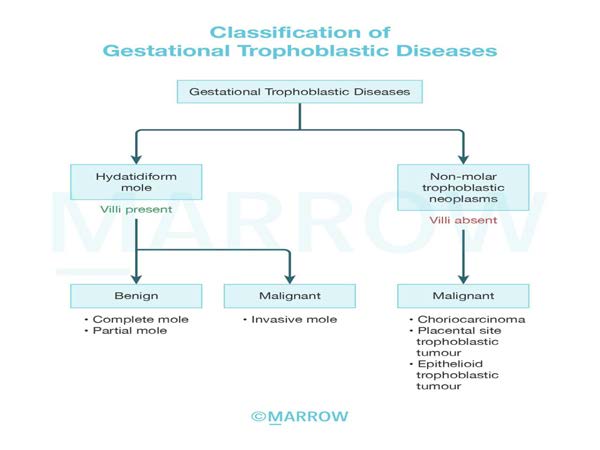 Classification of
Gestational Trophoblastic Diseases
Gestational Trophoblastic Diseases
Hydatidiform
mole
Villi present
Non-molar
trophoblastic
neoplasms
Villi absent
MARROW
Benign
• Complete mole
• Partial mole
Malignant
• Invasive mole
Malignant
• Choriocarcinoma
• Placental site
trophoblastic
tumour
• Epithelioid
trophoblastic
tumour
©MARROW